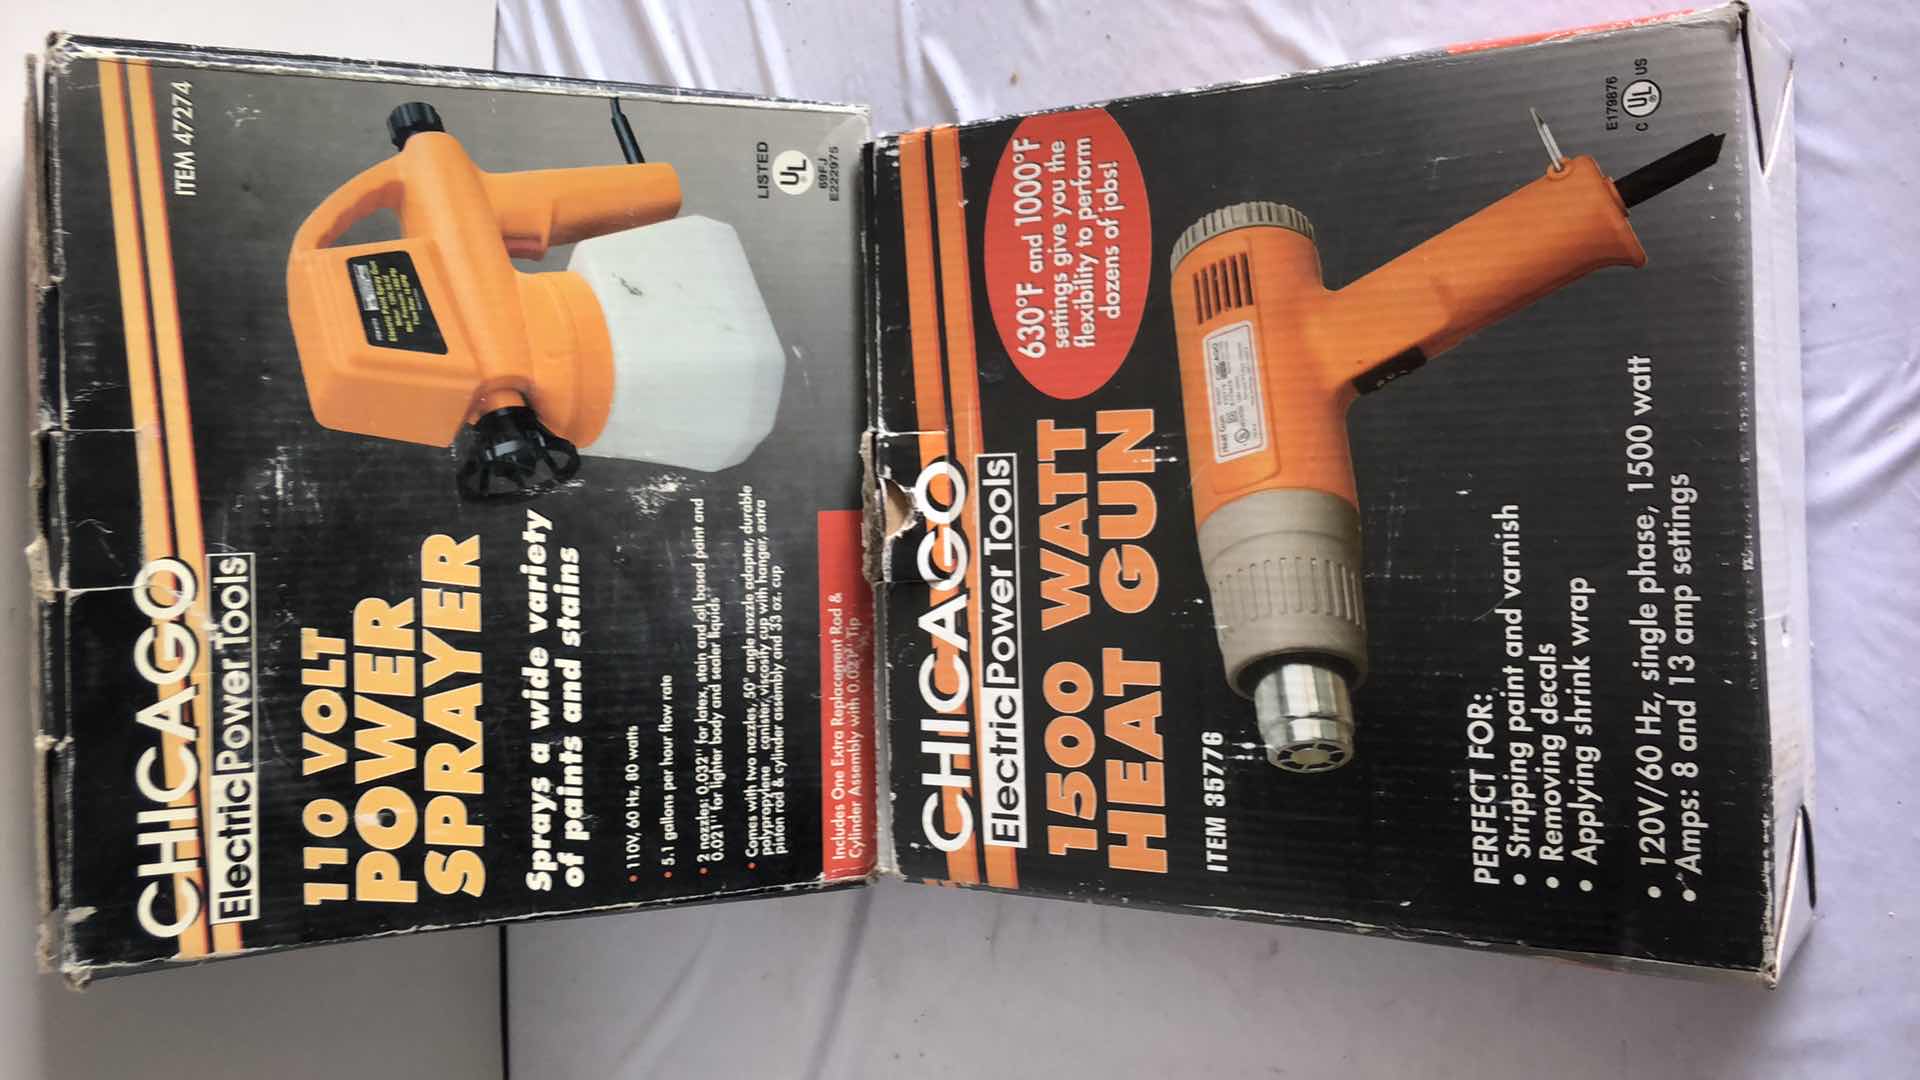 ITEM 47274
CHICAGO
Electric Power Tools
110 VOLT
POWER
SPRAYER
Sprays a wide variety
of paints and stains
• 110V, 60 Hz, 80 watts
• 5.1 gallons per hour flow rate
• 2 nozzles: 0.032" for latex, stain and oil based paint and
0.021" for lighter body and sealer liquids
• Comes with two nozzles, 50° angle nozzle adapter, durable
polypropylene canister, viscosity cup with hanger, extra
piston rod & cylinder assembly and 33 oz. cup
Includes One Extra Replacement Rod &
Cylinder Assembly with 0.021" Tip
LISTED
UL
69FJ
E222975
CHICAGO
Electric Power Tools
1500 WATT
HEAT GUN
630°F and 1000°F
settings give you the
flexibility to perform
dozens of jobs!
ITEM 35776
Heat Gun
PERFECT FOR:
• Stripping paint and varnish
• Removing decals
• Applying shrink wrap
• 120V/60 Hz, single phase, 1500 watt
• Amps: 8 and 13 amp settings
E179876
C UL US